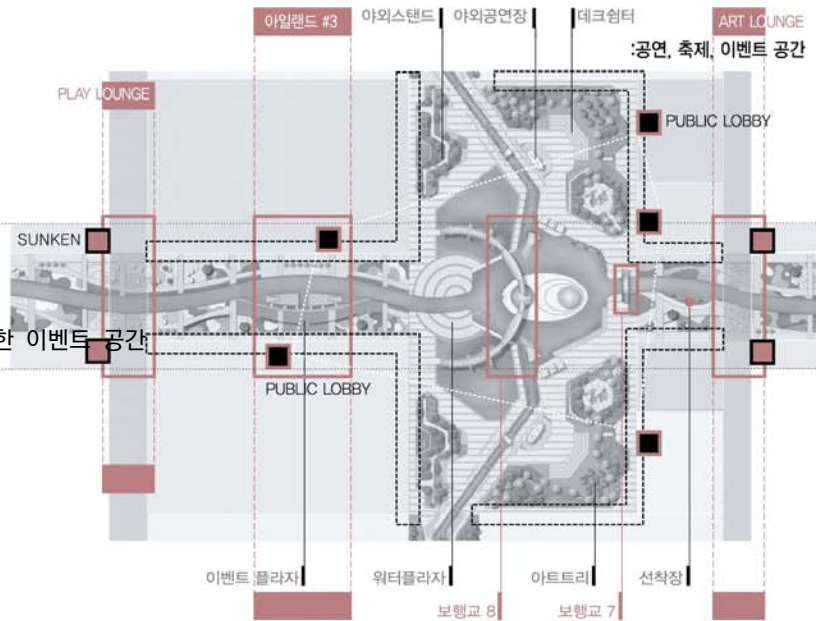 아일랜드 #3
야외스탠드
야외공연장
데크쉼터
ART LOUNGE
:공연, 축제, 이벤트 공간
PLAY LOUNGE
PUBLIC LOBBY
SUNKEN
한 이벤트 공간
PUBLIC LOBBY
이벤트 플라자
워터플라자
아트트리
선착장
보행교 8
보행교 7